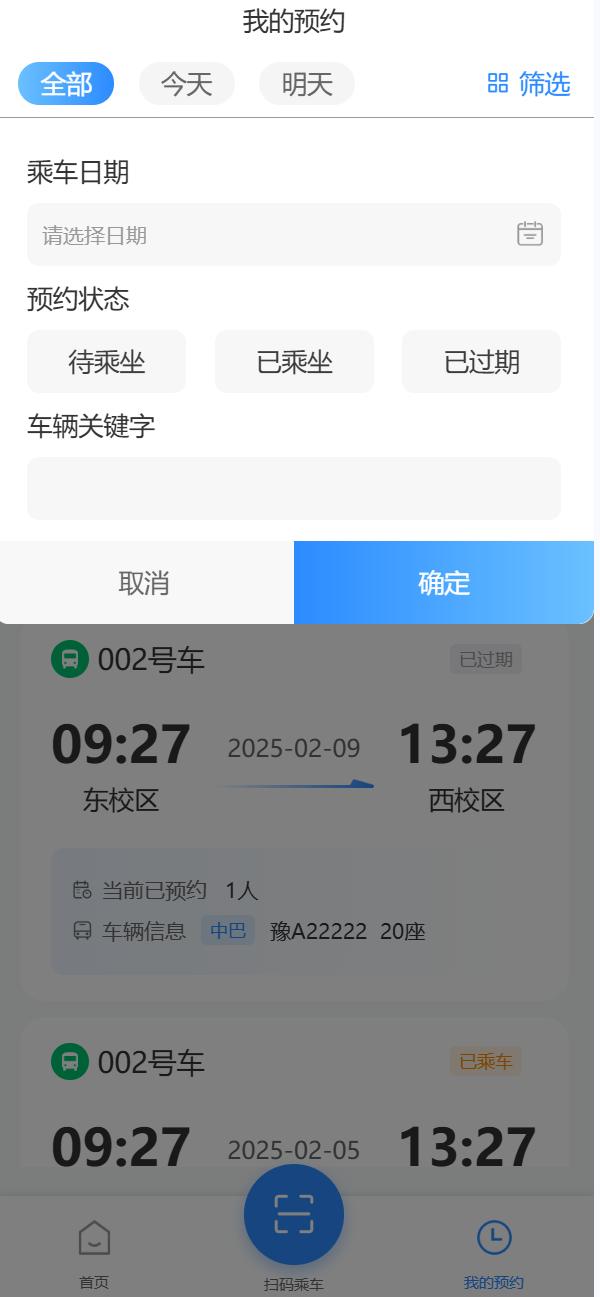 我的预约
全部 今天 明天 筛选
乘车日期
请选择日期
预约状态
待乘坐 已乘坐 已过期
车辆关键字
取消 确定
002号车 已过期
09:27 2025-02-09 13:27
东校区 西校区
当前已预约 1人
车辆信息 中巴 豫A22222 20座
002号车 已乘车
09:27 2025-02-05 13:27
首页 扫码乘车 我的预约